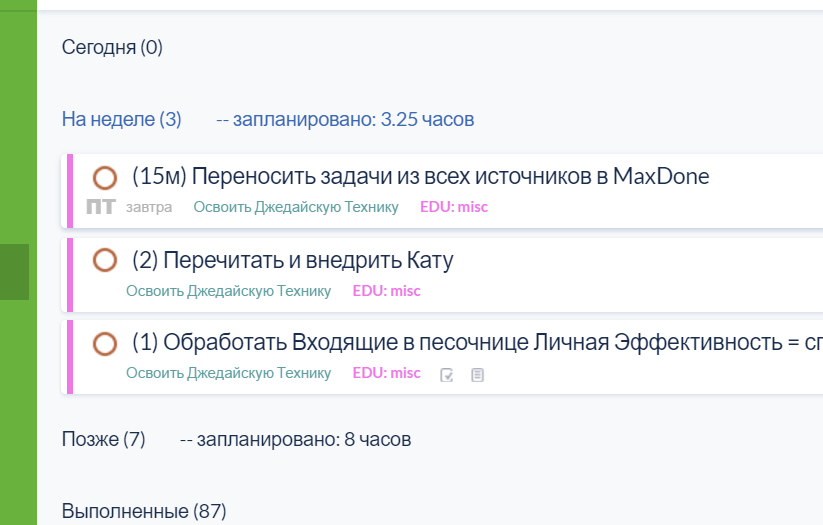 Сегодня (0)
На неделе (3) -- запланировано: 3.25 часов
(15м) Переносить задачи из всех источников в MaxDone
ПТ завтра Освоить Джедайскую Технику EDU: misc
(2) Перечитать и внедрить Кату
Освоить Джедайскую Технику EDU: misc
(1) Обработать Входящие в песочнице Личная Эффективность =
Освоить Джедайскую Технику EDU: misc
Позже (7) -- запланировано: 8 часов
Выполненные (87)